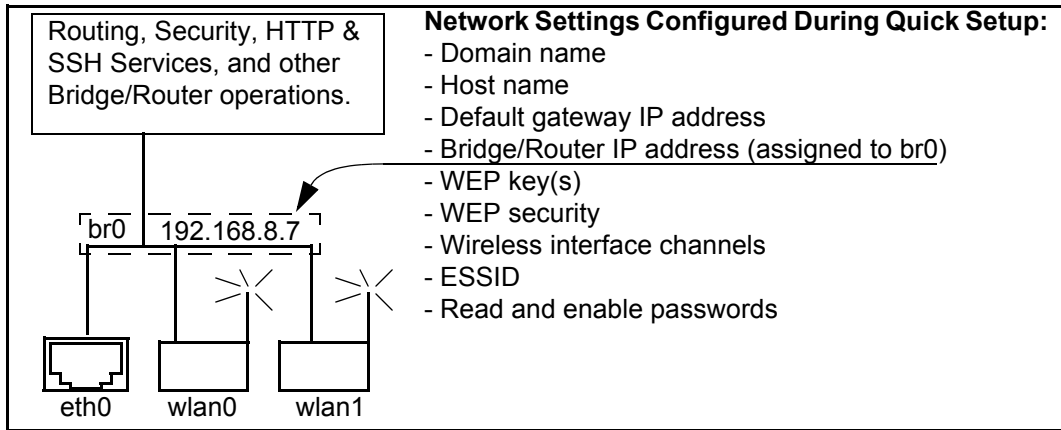 Routing, Security, HTTP &
SSH Services, and other
Bridge/Router operations.
Network Settings Configured During Quick Setup:
- Domain name
- Host name
- Default gateway IP address
- Bridge/Router IP address (assigned to br0)
- WEP key(s)
- WEP security
- Wireless interface channels
- ESSID
- Read and enable passwords
br0 192.168.8.7
eth0 wlan0 wlan1